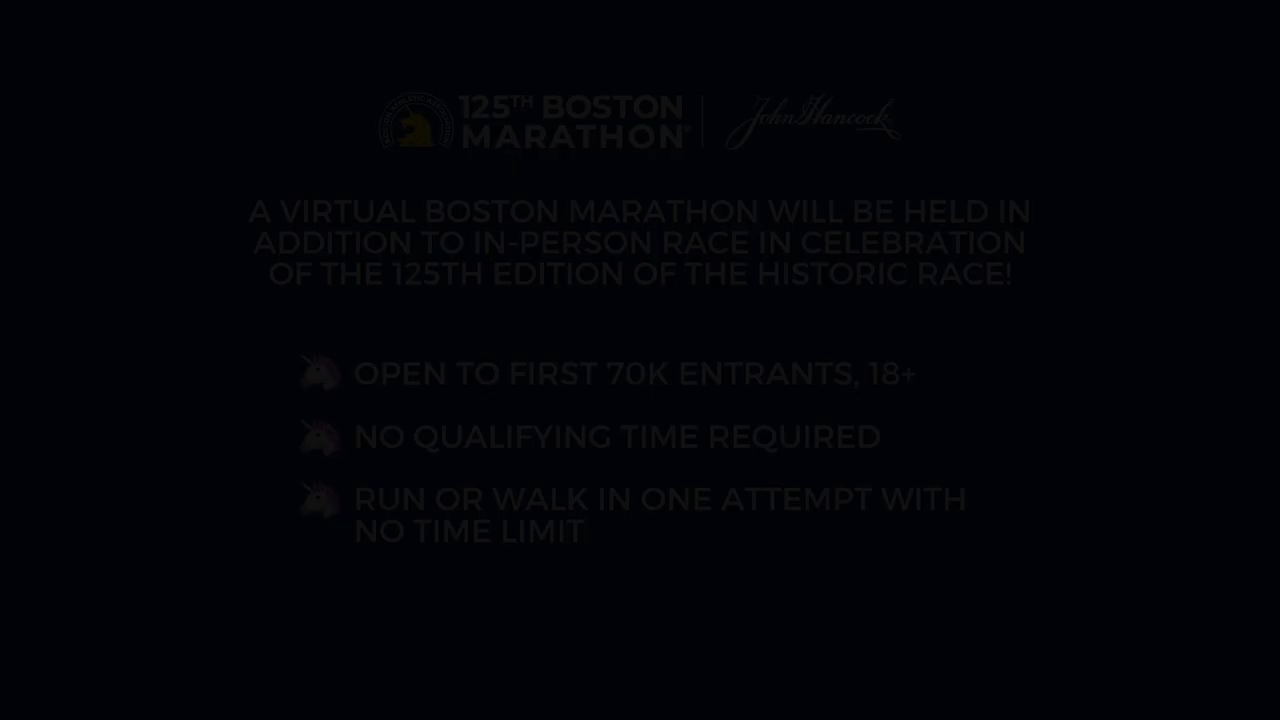 125TH BOSTON
MARATHON®
John Hancock
A VIRTUAL BOSTON MARATHON WILL BE HELD IN
ADDITION TO IN-PERSON RACE IN CELEBRATION
OF THE 125TH EDITION OF THE HISTORIC RACE!
OPEN TO FIRST 70K ENTRANTS, 18+
NO QUALIFYING TIME REQUIRED
RUN OR WALK IN ONE ATTEMPT WITH
NO TIME LIMIT